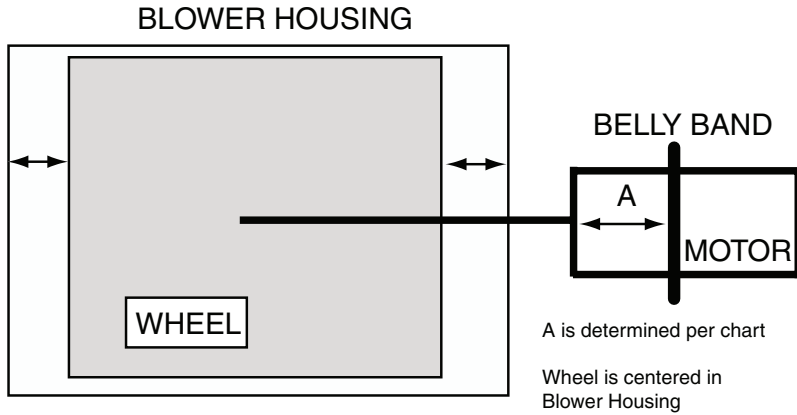 BLOWER HOUSING
BELLY BAND
A
MOTOR
WHEEL
A is determined per chart
Wheel is centered in
Blower Housing